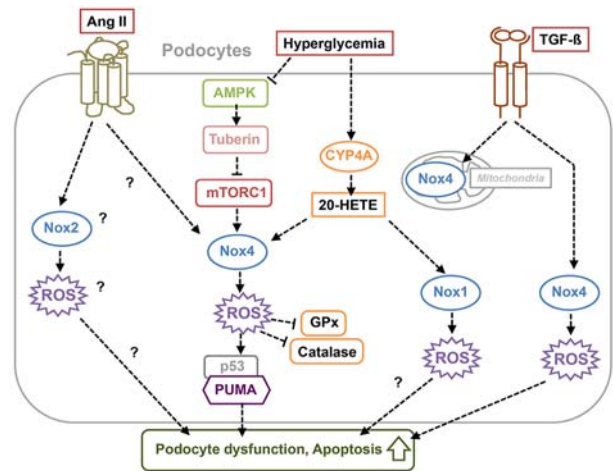 Ang II
Podocytes
Hyperglycemia
TGF-ß
AMPK
Tuberin
CYP4A
Nox4
Mitochondria
?
mTORC1
20-HETE
Nox2
?
Nox4
ROS
?
ROS
GPx
Catalase
Nox1
Nox4
?
p53
PUMA
ROS
ROS
?
Podocyte dysfunction, Apoptosis